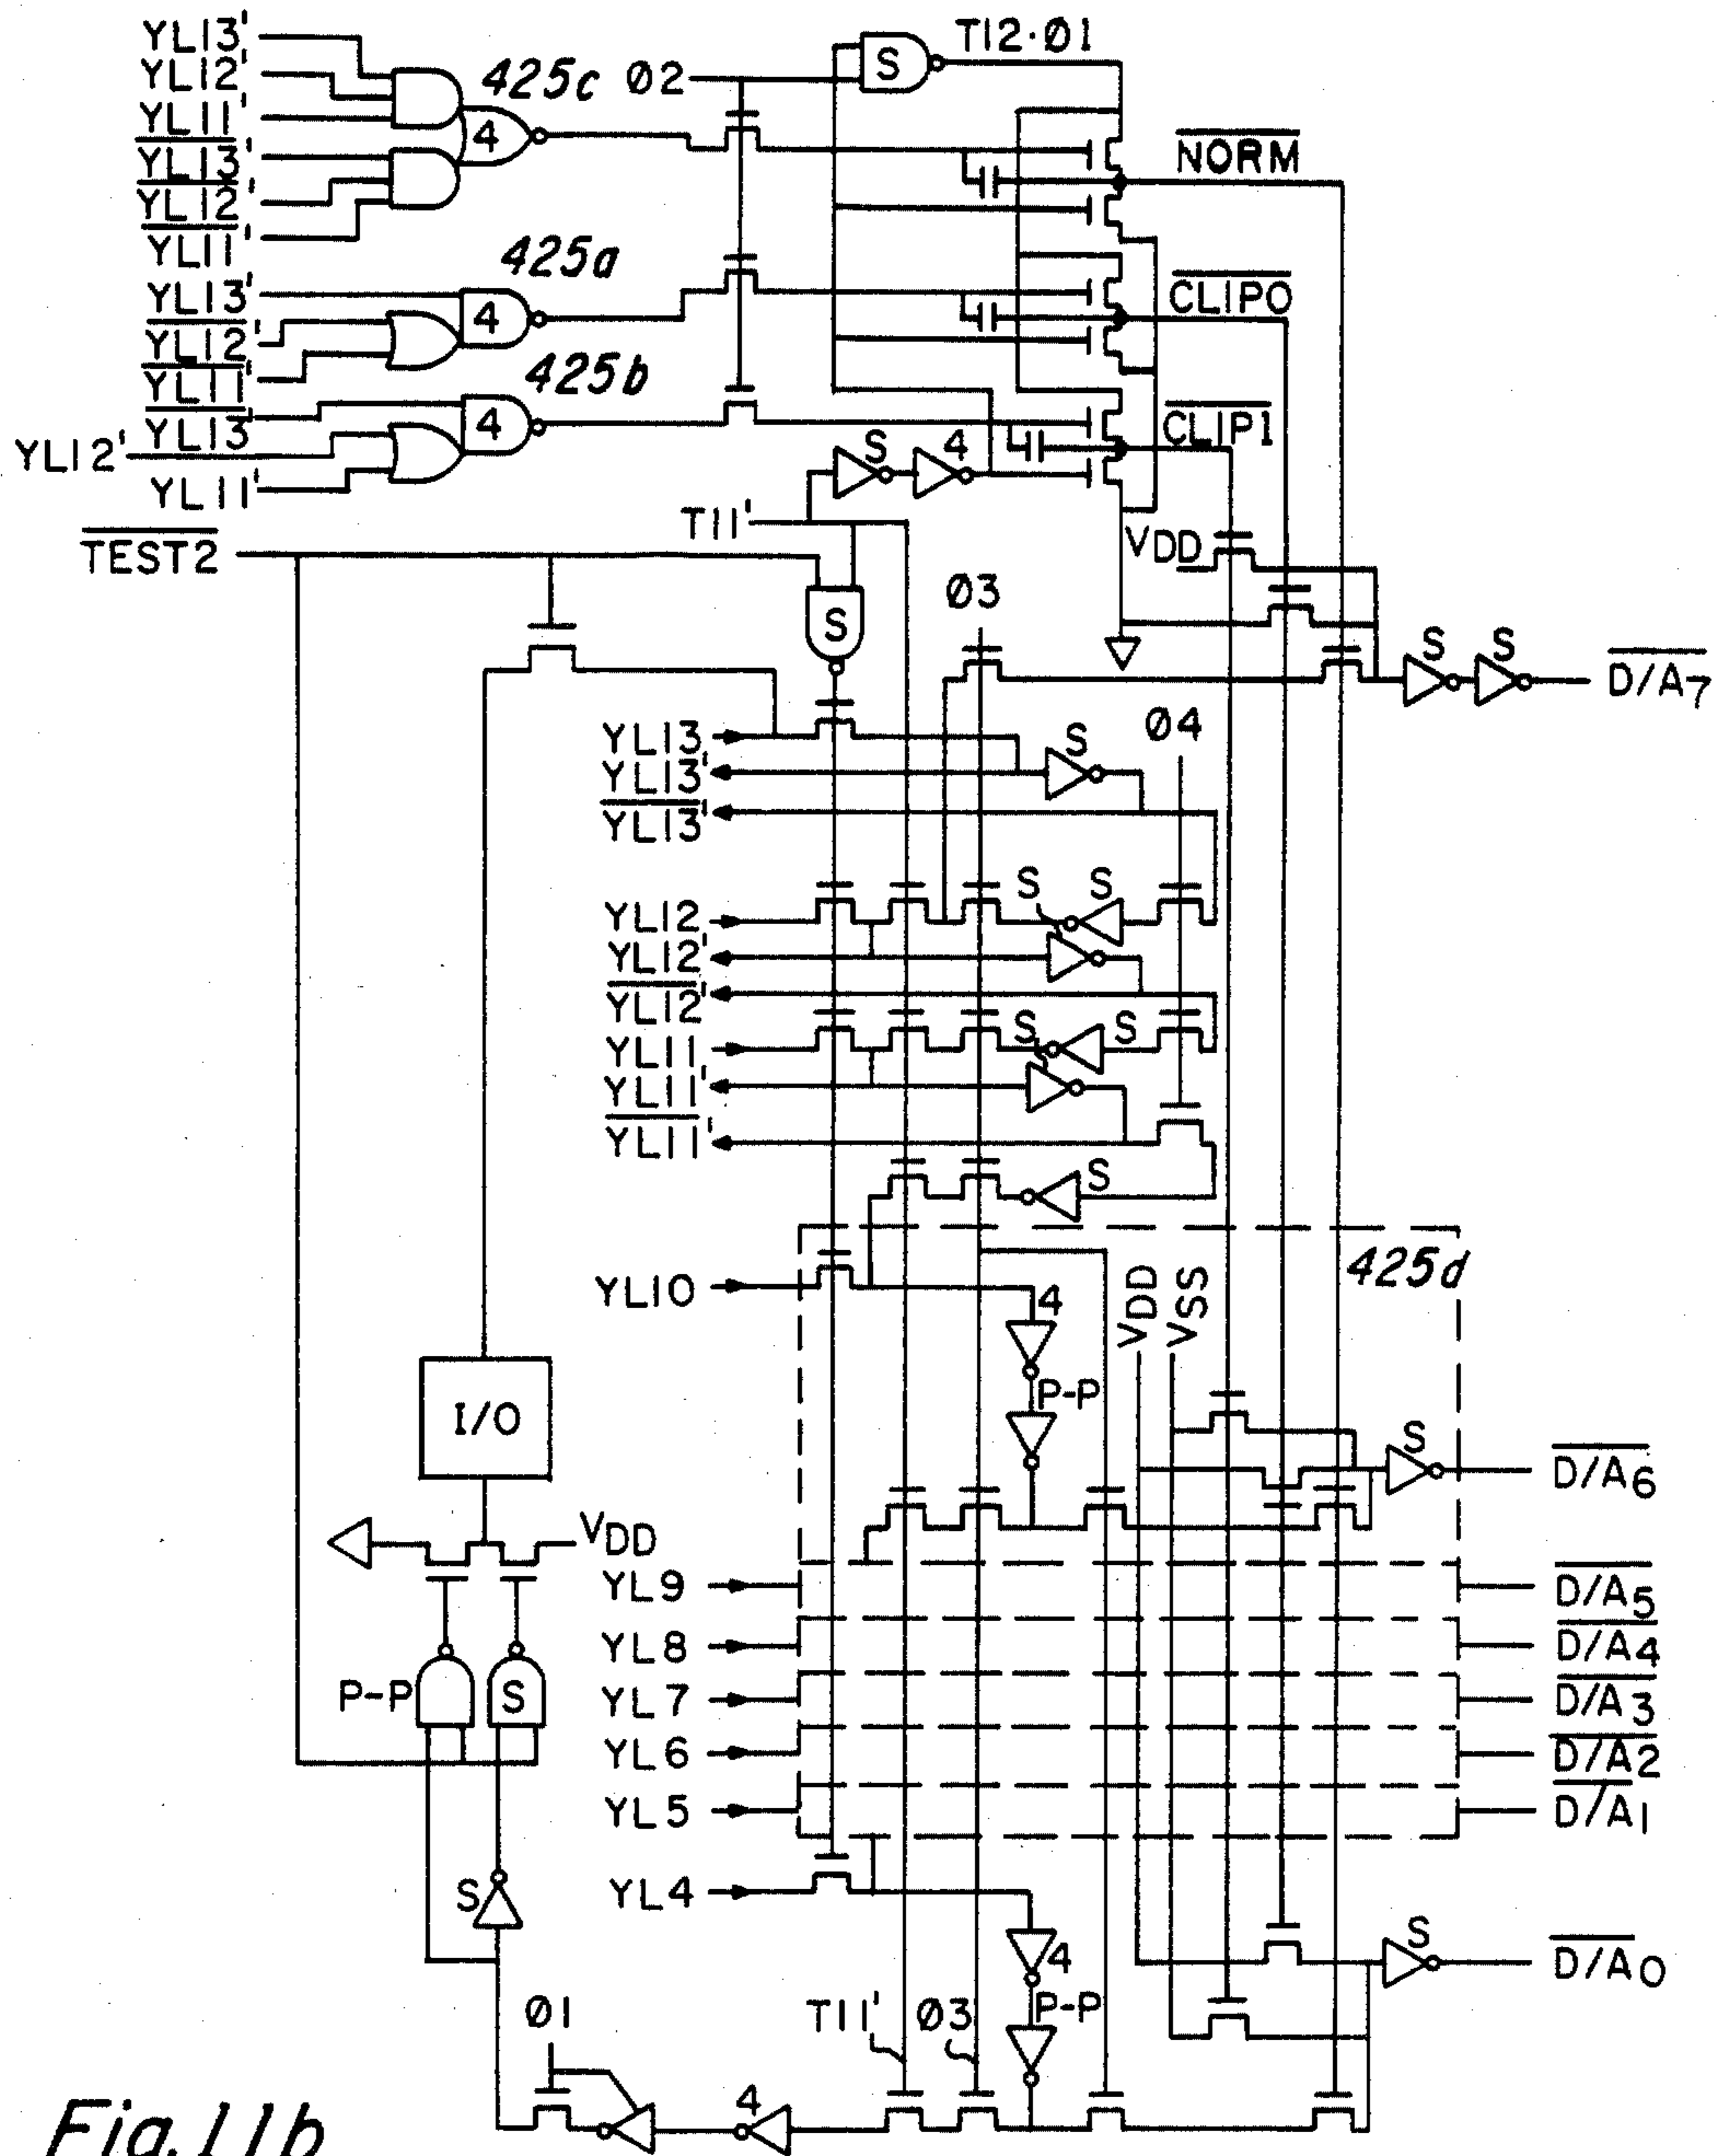 YL13'
YL12'
YL11'
YL13'
YL12'
YL11'
425c
Ø2
S
T12·Ø1
4
NORM
425a
YL13'
YL12'
YL11'
4
CLIP0
425b
YL13'
YL12'
YL11'
4
CLIP1
S
4
T11'
TEST2
VDD
S
Ø3
S
S
D/A7
Ø4
YL13
YL13'
YL13'
S
YL12
YL12'
YL12'
S
S
YL11
YL11'
YL11'
S
S
S
425d
YL10
4
P-P
VDD
VSS
I/O
S
D/A6
VDD
YL9
D/A5
YL8
D/A4
P-P
S
YL7
D/A3
YL6
D/A2
YL5
D/A1
YL4
S
4
P-P
S
D/A0
Ø1
T11'
Ø3
4
Fig.11b